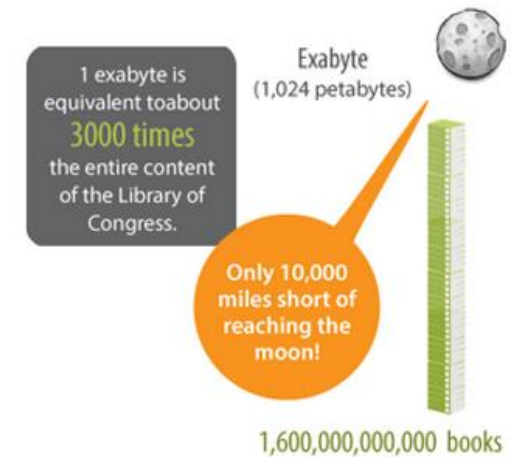 1 exabyte is
equivalent toabout
3000 times
the entire content
of the Library of
Congress.
Exabyte
(1,024 petabytes)
Only 10,000
miles short of
reaching the
moon!
1,600,000,000,000 books